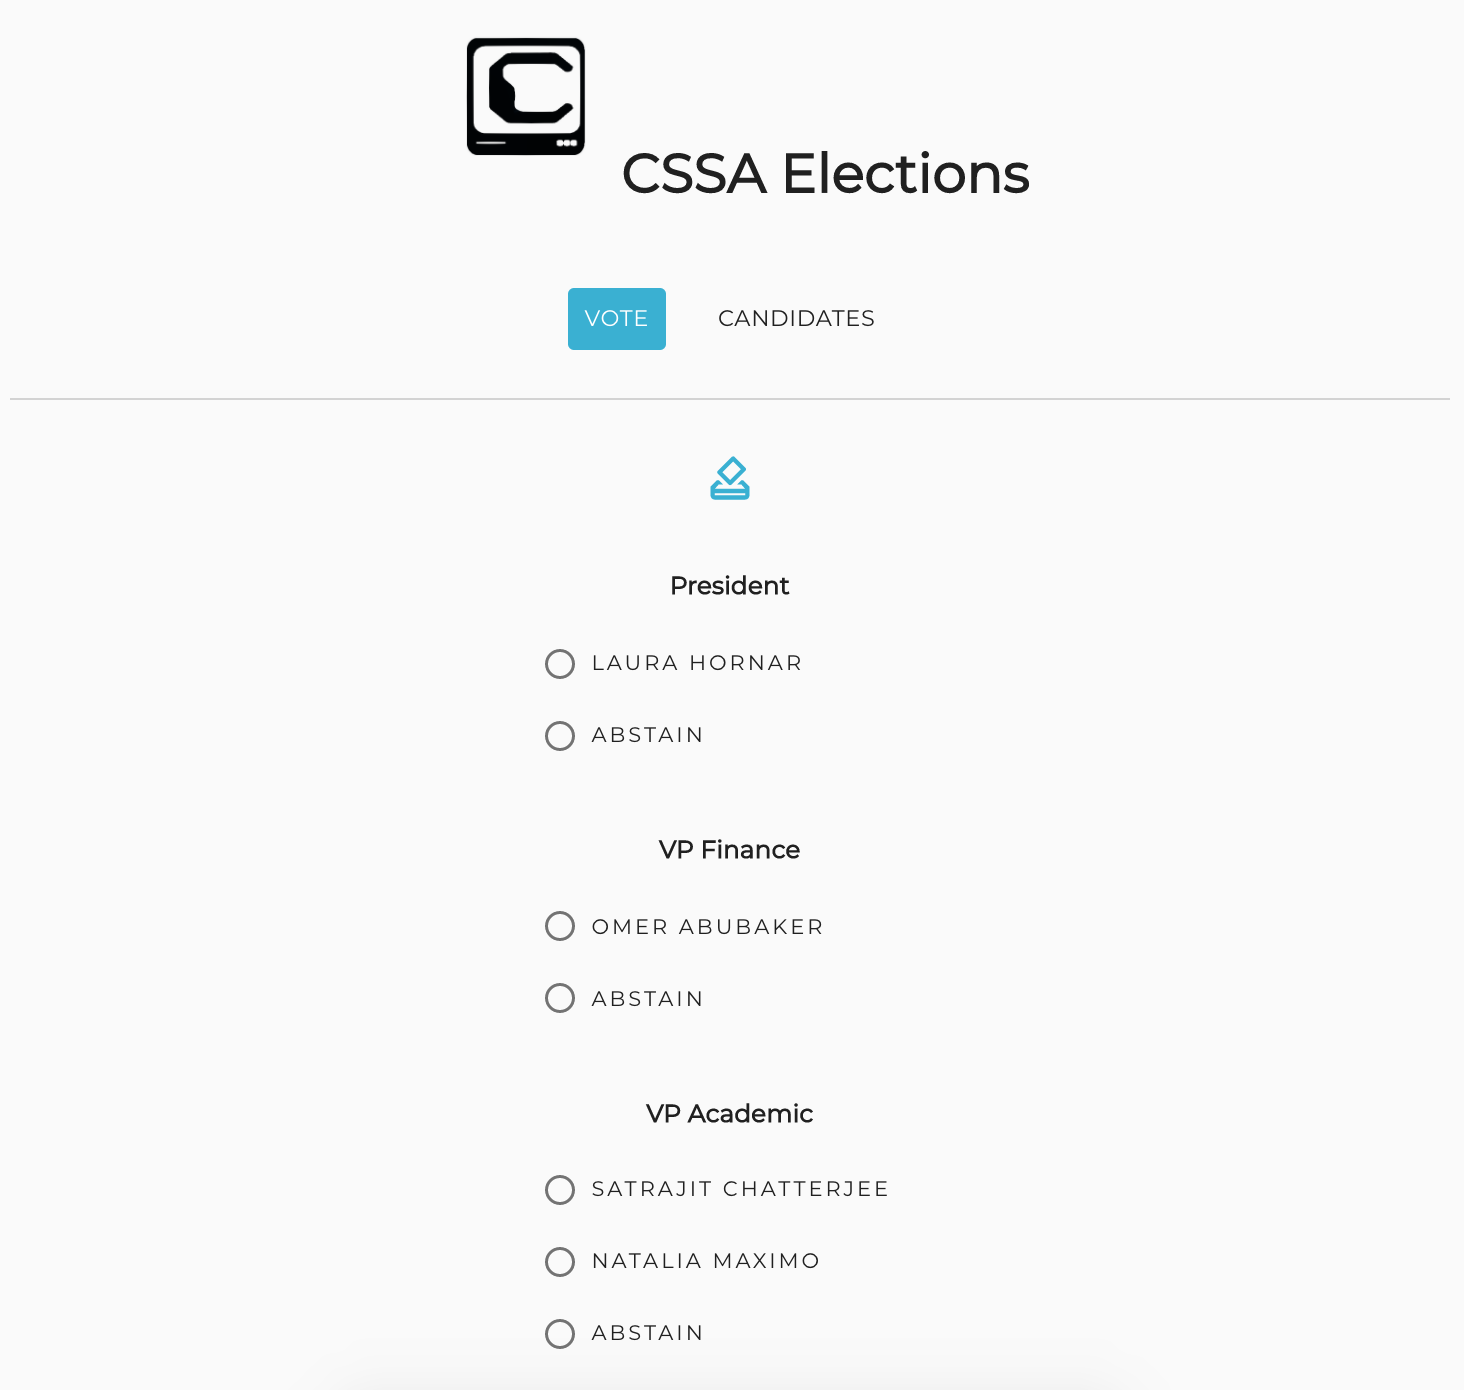 C
CSSA Elections
VOTE
CANDIDATES
President
LAURA HORNAR
ABSTAIN
VP Finance
OMER ABUBAKER
ABSTAIN
VP Academic
SATRAJIT CHATTERJEE
NATALIA MAXIMO
ABSTAIN